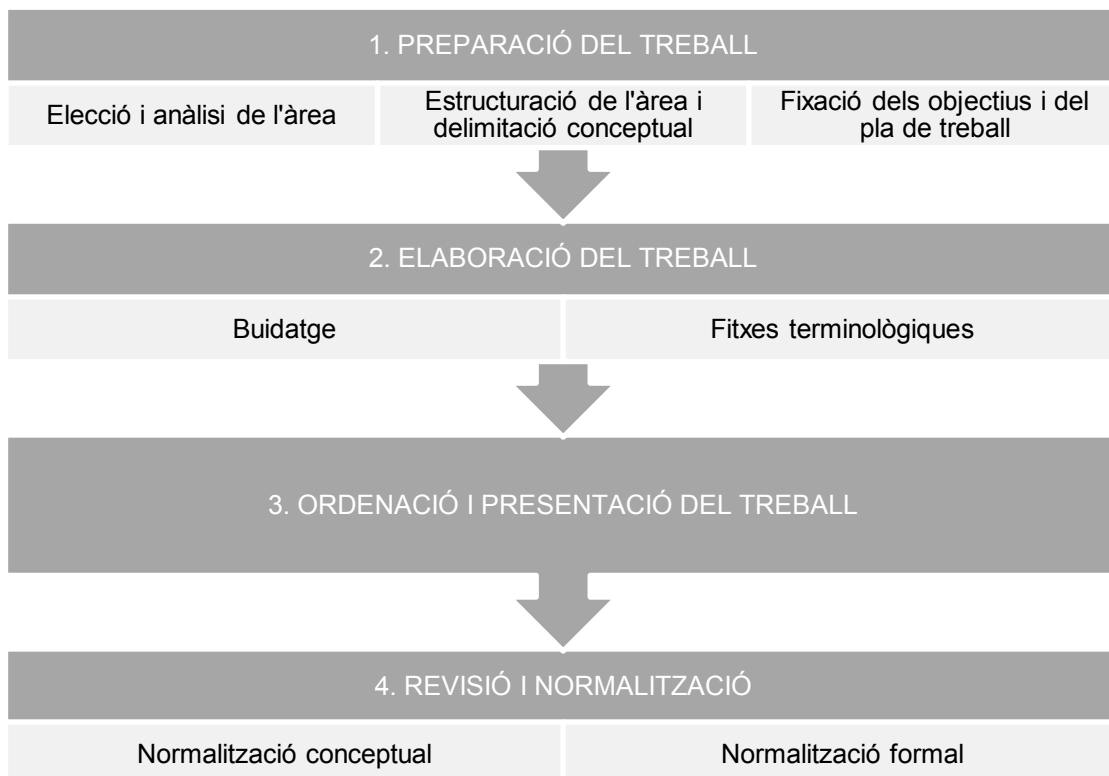 1. PREPARACIÓ DEL TREBALL
Elecció i anàlisi de l'àrea
Estructuració de l'àrea i
delimitació conceptual
Fixació dels objectius i del
pla de treball
2. ELABORACIÓ DEL TREBALL
Buidatge
Fitxes terminològiques
3. ORDENACIÓ I PRESENTACIÓ DEL TREBALL
4. REVISIÓ I NORMALITZACIÓ
Normalització conceptual
Normalització formal